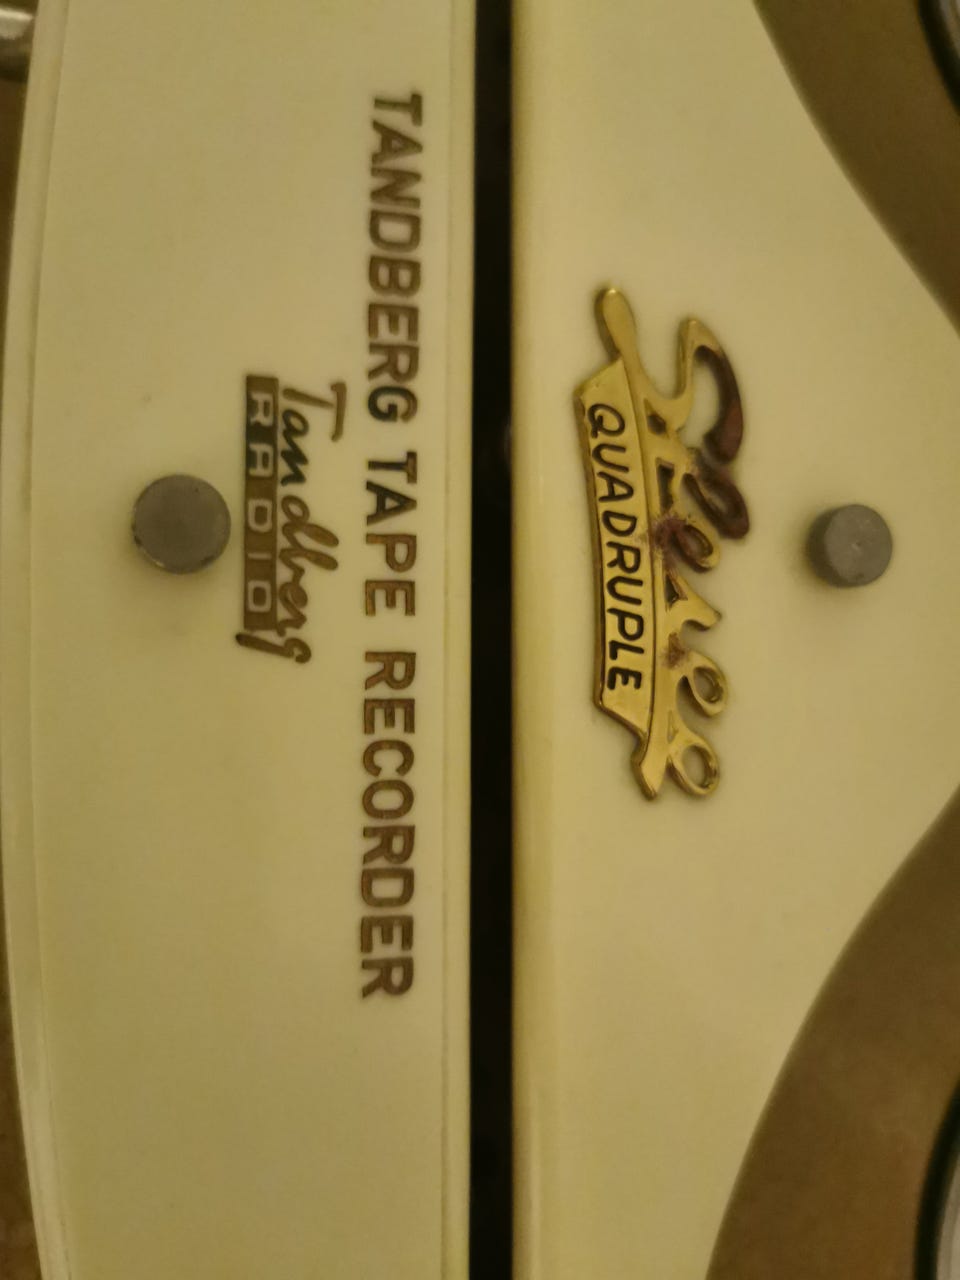 Stereo
QUADRUPLE
TANDBERG TAPE RECORDER
Tandberg
RADIO